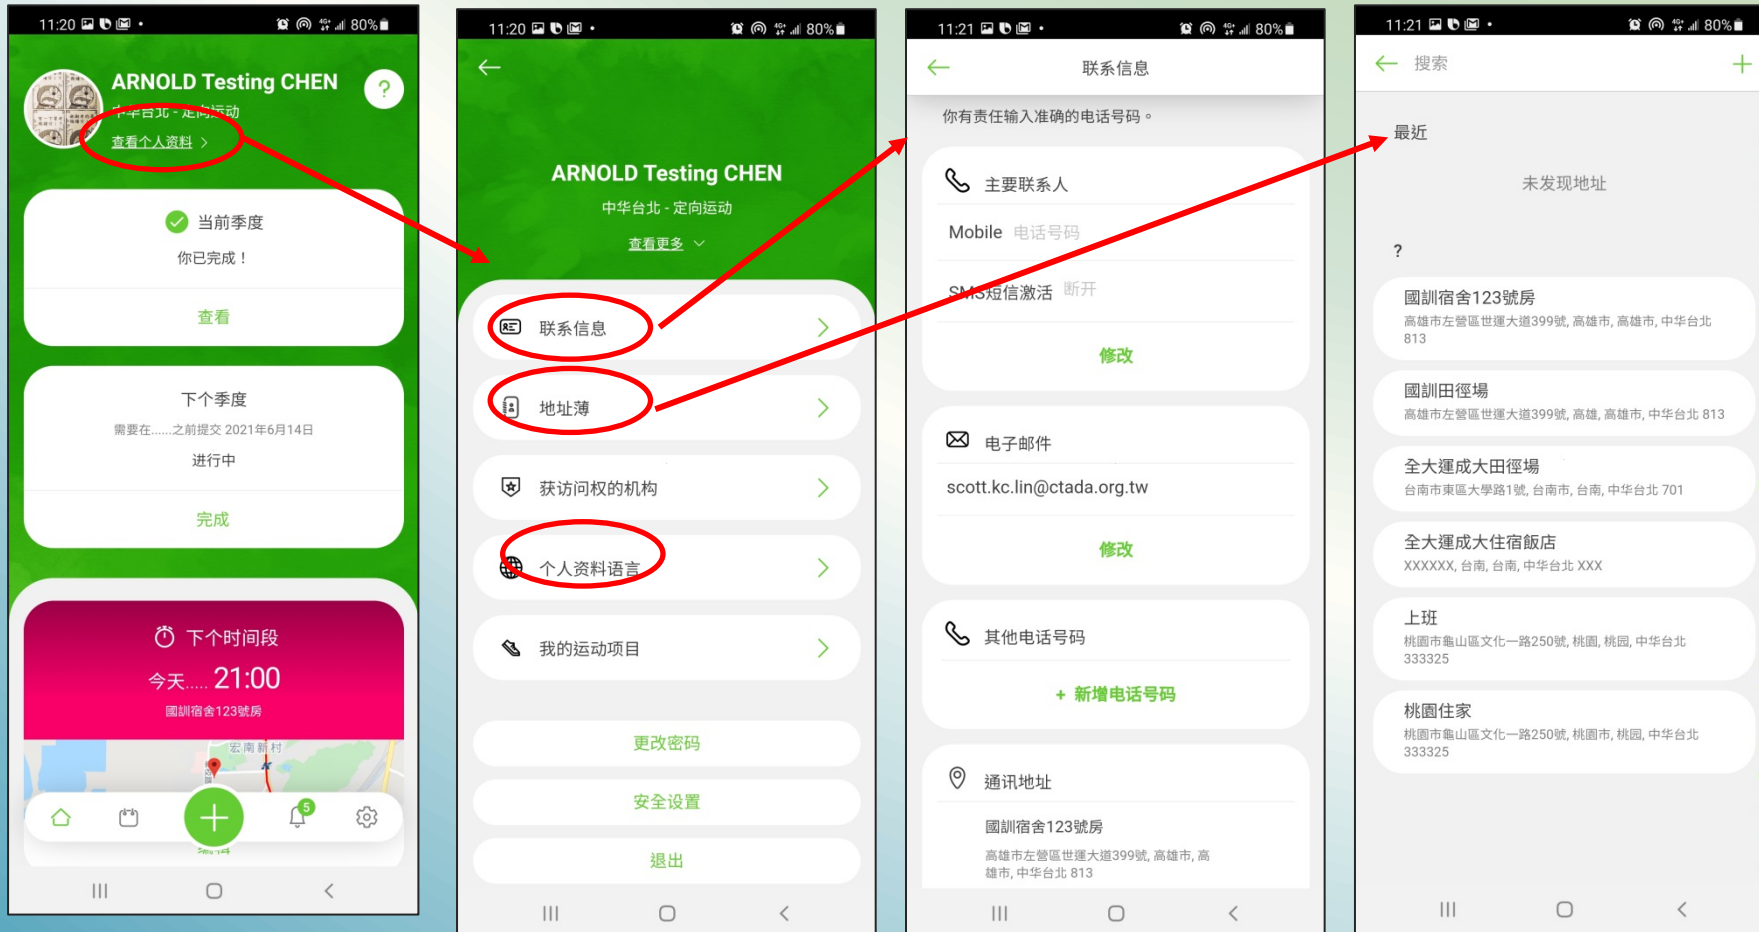 11:20
80%
ARNOLD Testing CHEN
中华台北 - 定向运动
查看个人资料
?
当前季度
你已完成！
查看
下个季度
需要在......之前提交 2021年6月14日
进行中
完成
下个时间段
今天..... 21:00
國訓宿舍123號房
宏南新村
5
编辑
11:20
80%
ARNOLD Testing CHEN
中华台北 - 定向运动
查看更多
联系信息
地址薄
获访问权的机构
个人资料语言
我的运动项目
更改密码
安全设置
退出
11:21
80%
联系信息
你有责任输入准确的电话号码。
主要联系人
Mobile 电话号码
SMS短信激活 断开
修改
电子邮件
scott.kc.lin@ctada.org.tw
修改
其他电话号码
+ 新增电话号码
通讯地址
國訓宿舍123號房
高雄市左營區世運大道399號, 高雄市, 高
雄市, 中华台北 813
11:21
80%
搜索
最近
未发现地址
?
國訓宿舍123號房
高雄市左營區世運大道399號, 高雄市, 高雄市, 中华台北
813
國訓田徑場
高雄市左營區世運大道399號, 高雄, 高雄市, 中华台北 813
全大運成大田徑場
台南市東區大學路1號, 台南市, 台南, 中华台北 701
全大運成大住宿飯店
XXXXXX, 台南, 台南, 中华台北 XXX
上班
桃園市龜山區文化一路250號, 桃園, 桃园, 中华台北
333325
桃園住家
桃園市龜山區文化一路250號, 桃園市, 桃园, 中华台北
333325